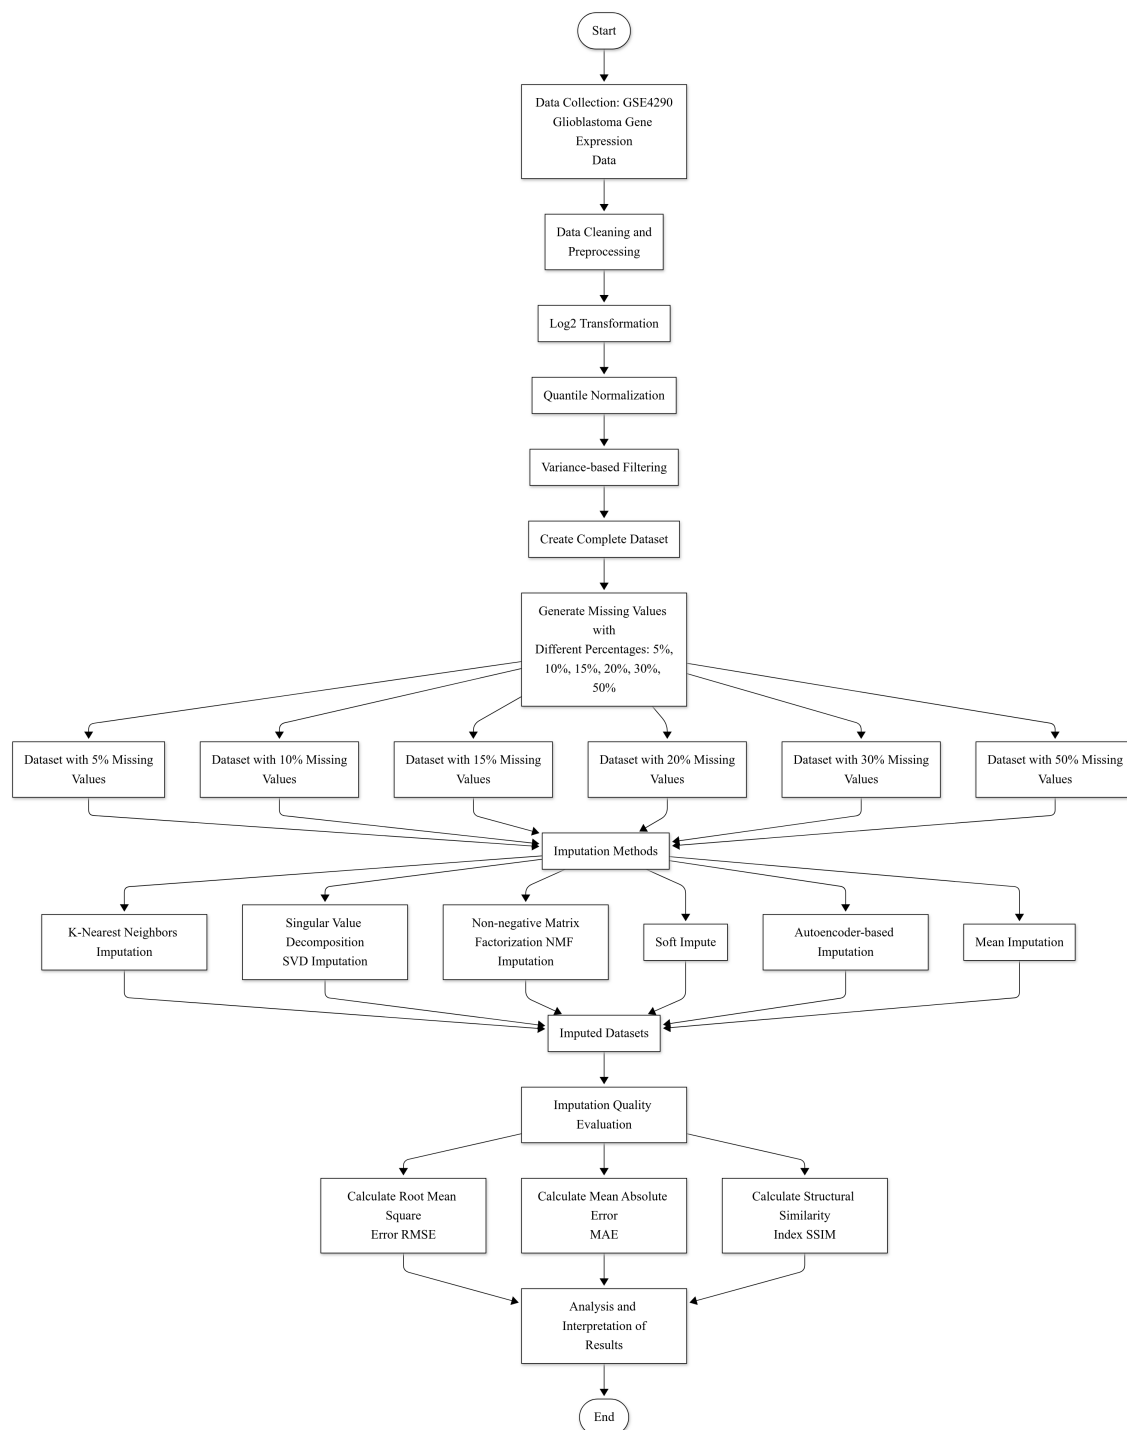 Start
Data Collection: GSE4290
Glioblastoma Gene
Expression
Data
Data Cleaning and
Preprocessing
Log2 Transformation
Quantile Normalization
Variance-based Filtering
Create Complete Dataset
Generate Missing Values
with
Different Percentages: 5%,
10%, 15%, 20%, 30%,
50%
Dataset with 5% Missing
Values
Dataset with 10% Missing
Values
Dataset with 15% Missing
Values
Dataset with 20% Missing
Values
Dataset with 30% Missing
Values
Dataset with 50% Missing
Values
Imputation Methods
K-Nearest Neighbors
Imputation
Singular Value
Decomposition
SVD Imputation
Non-negative Matrix
Factorization NMF
Imputation
Soft Impute
Autoencoder-based
Imputation
Mean Imputation
Imputed Datasets
Imputation Quality
Evaluation
Calculate Root Mean
Square
Error RMSE
Calculate Mean Absolute
Error
MAE
Calculate Structural
Similarity
Index SSIM
Analysis and
Interpretation of
Results
End